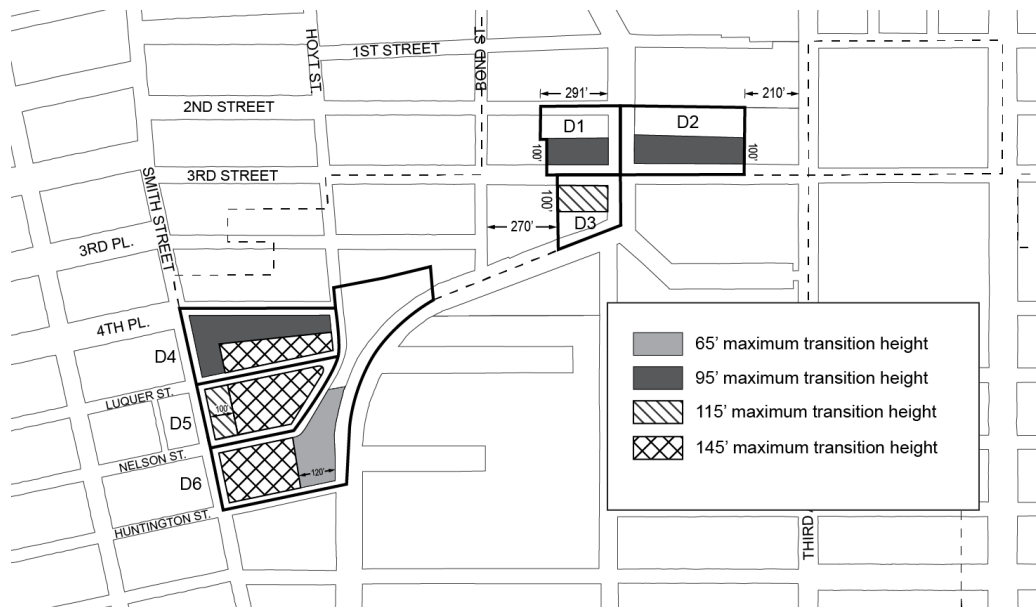 1ST STREET
HOYT ST.
BOND ST.
2ND STREET
291'
210'
D1
D2
100'
100'
3RD STREET
SMITH STREET
100'
D3
270'
3RD PL.
4TH PL.
D4
LUQUER ST.
100'
D5
NELSON ST.
D6
120'
HUNTINGTON ST.
THIRD
65' maximum transition height
95' maximum transition height
115' maximum transition height
145' maximum transition height